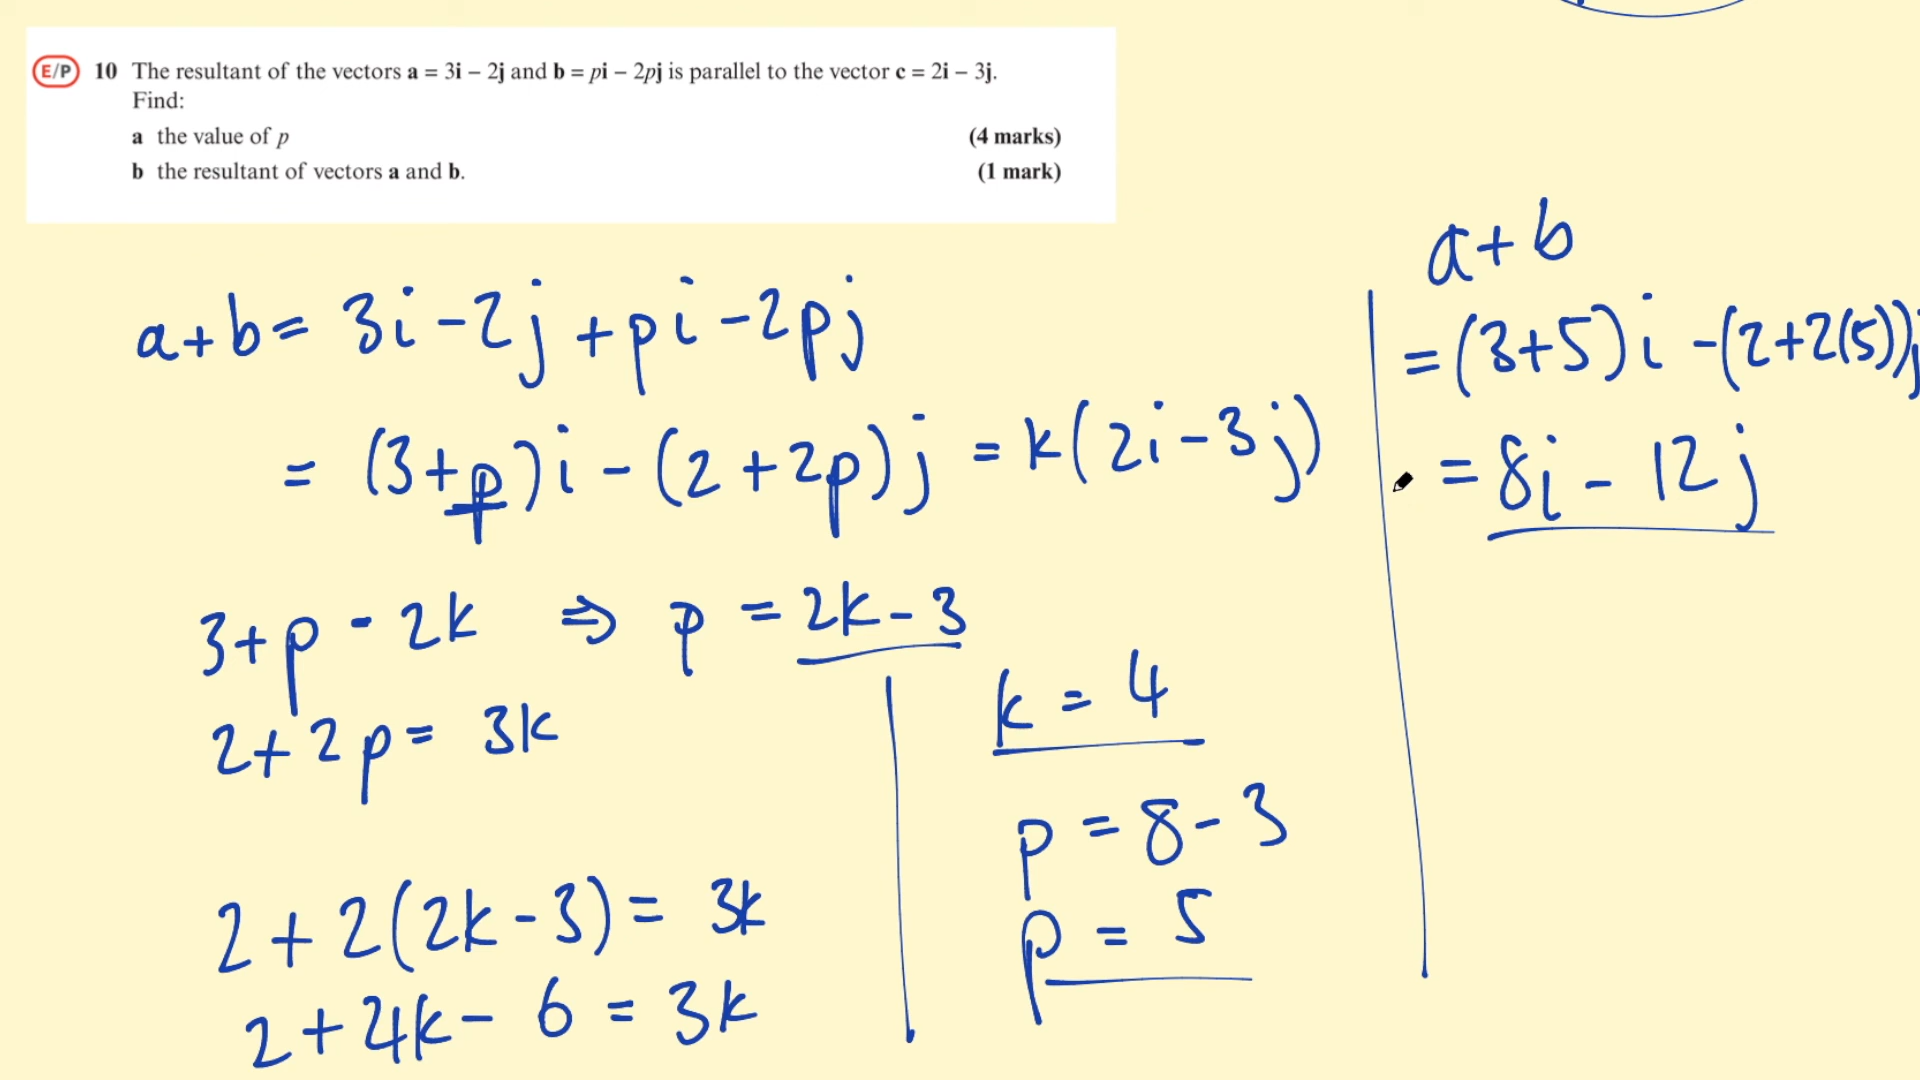 E/P 10 The resultant of the vectors a = 3i – 2j and b = pi – 2pj is parallel to the vector c = 2i – 3j.
Find:
a the value of p (4 marks)
b the resultant of vectors a and b. (1 mark)
a+b = 3i - 2j + pi - 2pj
= (3+p)i - (2+2p)j = k(2i - 3j)
3+p - 2k ⇒ p = 2k - 3
2+2p = 3k
2+2(2k-3) = 3k
2+4k - 6 = 3k
k = 4
p = 8 - 3
p = 5
a+b
= (3+5)i - (2+2(5))j
= 8i - 12j